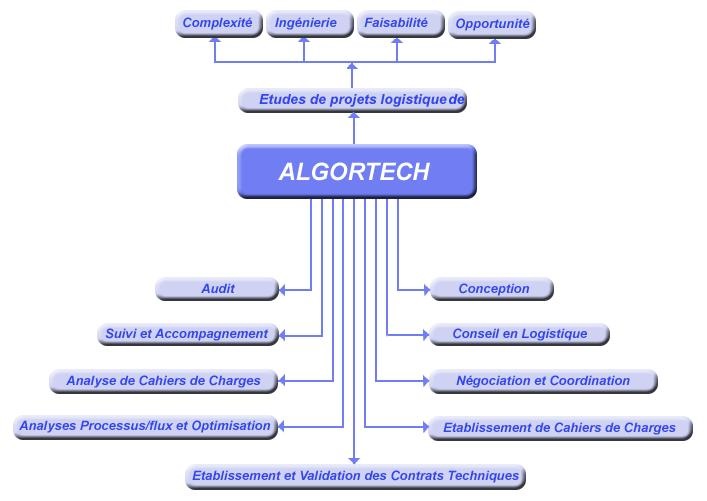 Complexité
Ingénierie
Faisabilité
Opportunité
Etudes de projets logistique de
ALGORTECH
Audit
Conception
Suivi et Accompagnement
Conseil en Logistique
Analyse de Cahiers de Charges
Négociation et Coordination
Analyses Processus/flux et Optimisation
Etablissement de Cahiers de Charges
Etablissement et Validation des Contrats Techniques